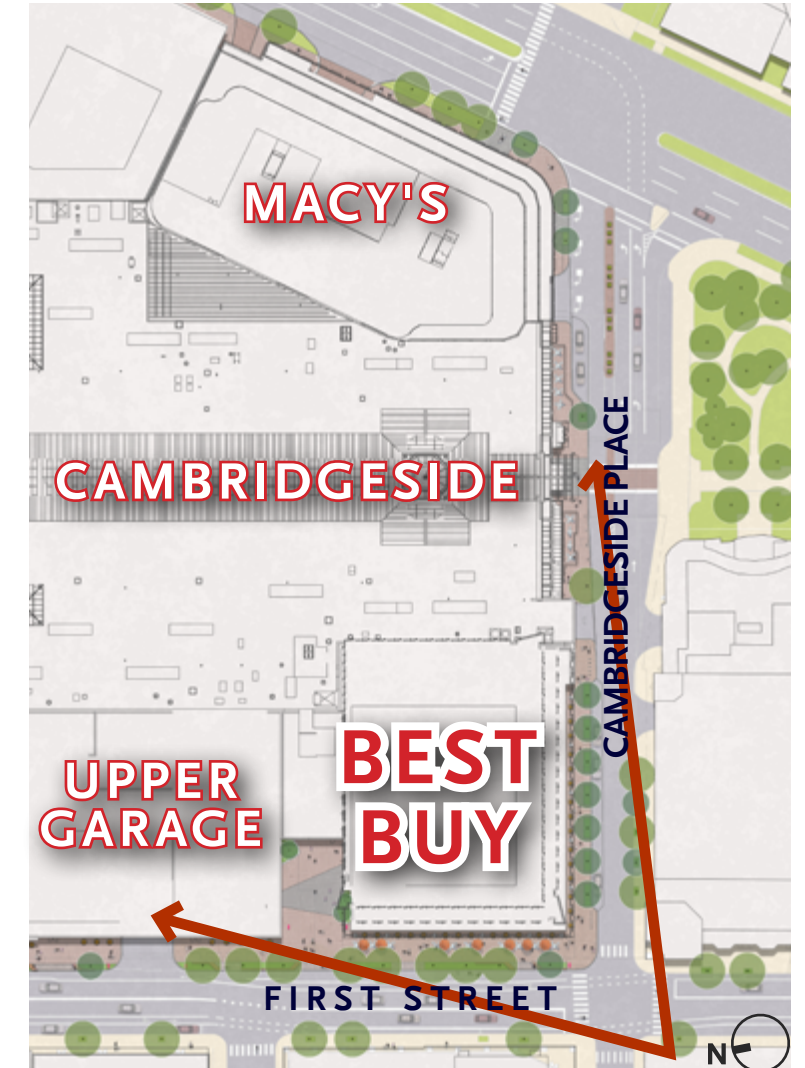 MACY'S
CAMBRIDGESIDE
CAMBRIDGESIDE PLACE
UPPER
GARAGE
BEST
BUY
FIRST STREET
N